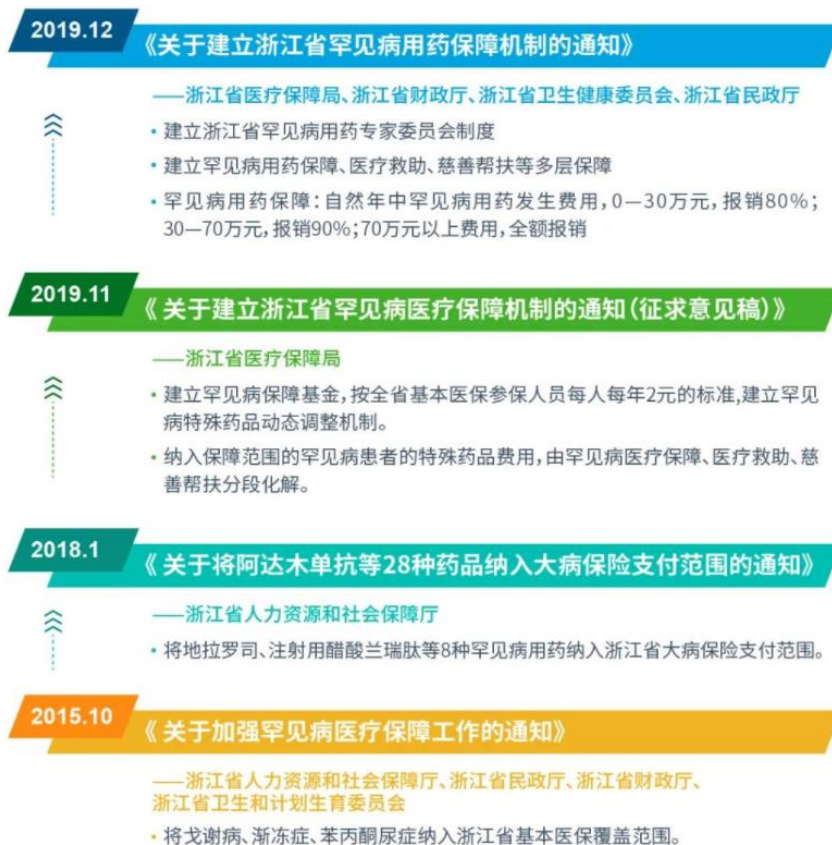 2019.12
《关于建立浙江省罕见病用药保障机制的通知》
——浙江省医疗保障局、浙江省财政厅、浙江省卫生健康委员会、浙江省民政厅
• 建立浙江省罕见病用药专家委员会制度
• 建立罕见病用药保障、医疗救助、慈善帮扶等多层保障
• 罕见病用药保障：自然年中罕见病用药发生费用，0—30万元，报销80%；
30—70万元，报销90%；70万元以上费用，全额报销
2019.11
《 关于建立浙江省罕见病医疗保障机制的通知（征求意见稿）》
——浙江省医疗保障局
• 建立罕见病保障基金，按全省基本医保参保人员每人每年2元的标准,建立罕见
病特殊药品动态调整机制。
• 纳入保障范围的罕见病患者的特殊药品费用，由罕见病医疗保障、医疗救助、慈
善帮扶分段化解。
2018.1
《 关于将阿达木单抗等28种药品纳入大病保险支付范围的通知》
——浙江省人力资源和社会保障厅
• 将地拉罗司、注射用醋酸兰瑞肽等8种罕见病用药纳入浙江省大病保险支付范围。
2015.10
《 关于加强罕见病医疗保障工作的通知》
——浙江省人力资源和社会保障厅、浙江省民政厅、浙江省财政厅、
浙江省卫生和计划生育委员会
• 将戈谢病、渐冻症、苯丙酮尿症纳入浙江省基本医保覆盖范围。